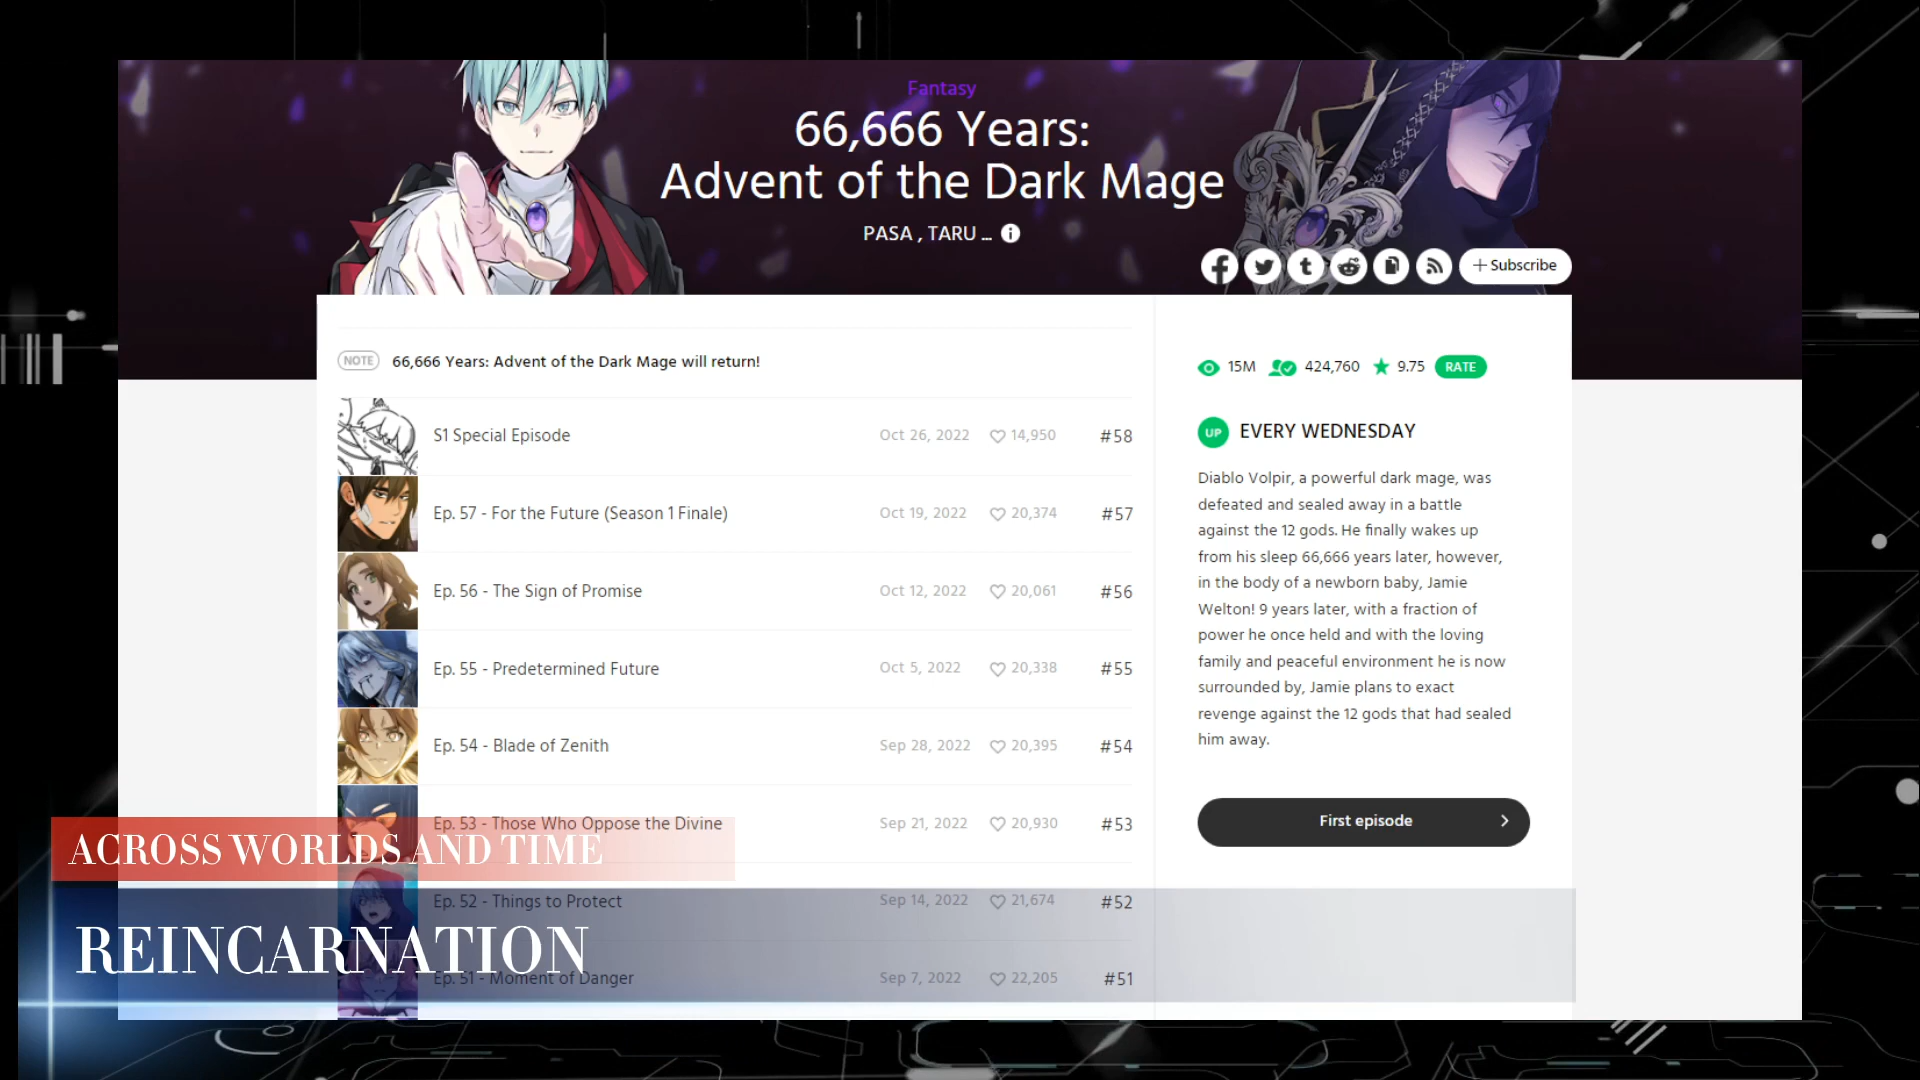 Fantasy
66,666 Years:
Advent of the Dark Mage
PASA , TARU ...
+ Subscribe
NOTE 66,666 Years: Advent of the Dark Mage will return!
S1 Special Episode Oct 26, 2022 14,950 #58
Ep. 57 - For the Future (Season 1 Finale) Oct 19, 2022 20,374 #57
Ep. 56 - The Sign of Promise Oct 12, 2022 20,061 #56
Ep. 55 - Predetermined Future Oct 5, 2022 20,338 #55
Ep. 54 - Blade of Zenith Sep 28, 2022 20,395 #54
Ep. 53 - Those Who Oppose the Divine Sep 21, 2022 20,930 #53
Ep. 52 - Things to Protect Sep 14, 2022 21,674 #52
Ep. 51 - Moment of Danger Sep 7, 2022 22,205 #51
15M 424,760 9.75 RATE
UP EVERY WEDNESDAY
Diablo Volpir, a powerful dark mage, was
defeated and sealed away in a battle
against the 12 gods. He finally wakes up
from his sleep 66,666 years later, however,
in the body of a newborn baby, Jamie
Welton! 9 years later, with a fraction of
power he once held and with the loving
family and peaceful environment he is now
surrounded by, Jamie plans to exact
revenge against the 12 gods that had sealed
him away.
First episode
ACROSS WORLDS AND TIME
REINCARNATION